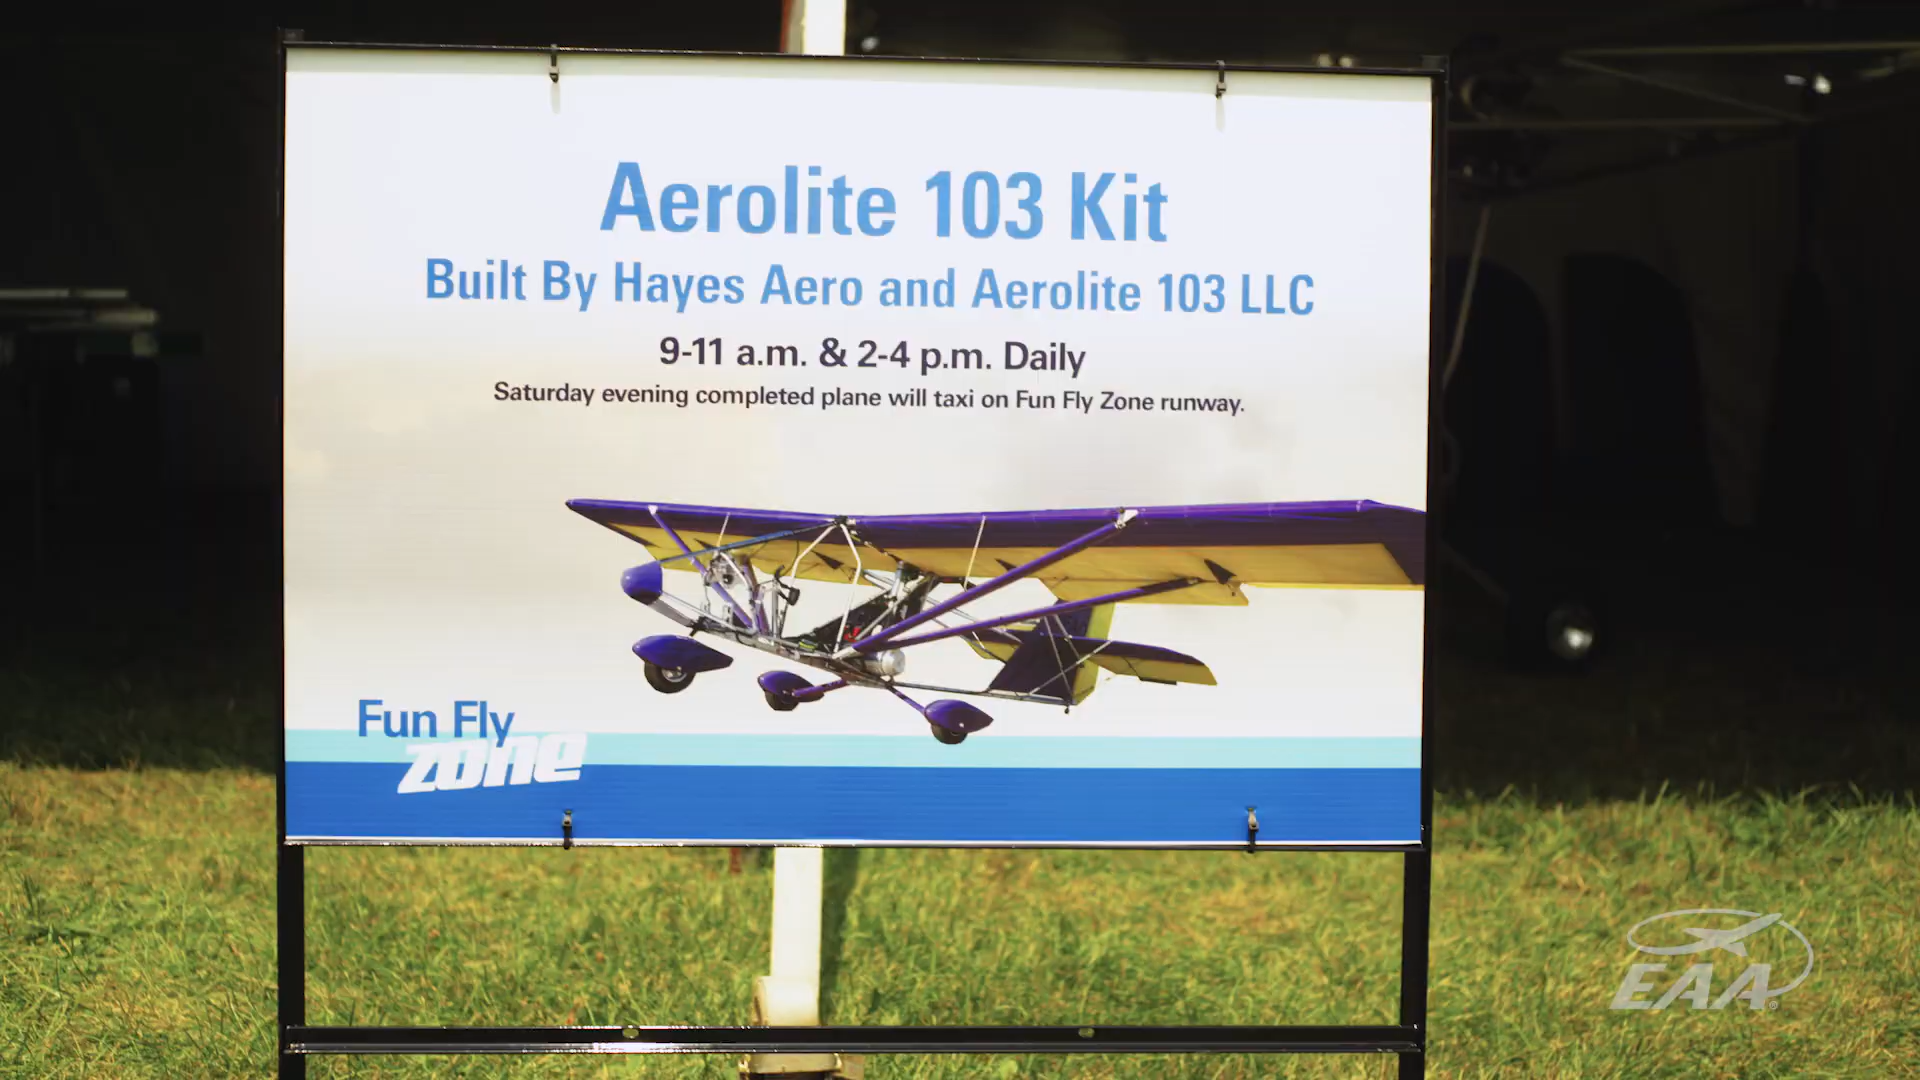 Aerolite 103 Kit
Built By Hayes Aero and Aerolite 103 LLC
9-11 a.m. & 2-4 p.m. Daily
Saturday evening completed plane will taxi on Fun Fly Zone runway.
Fun Fly
zone
EAA®